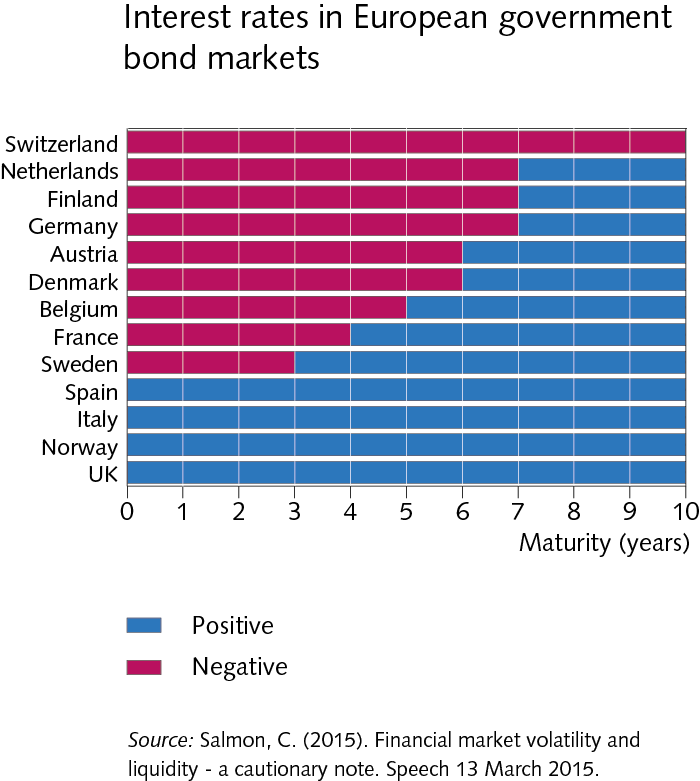 Interest rates in European government
bond markets
Switzerland
Netherlands
Finland
Germany
Austria
Denmark
Belgium
France
Sweden
Spain
Italy
Norway
UK
0 1 2 3 4 5 6 7 8 9 10
Maturity (years)
Positive
Negative
Source: Salmon, C. (2015). Financial market volatility and
liquidity - a cautionary note. Speech 13 March 2015.